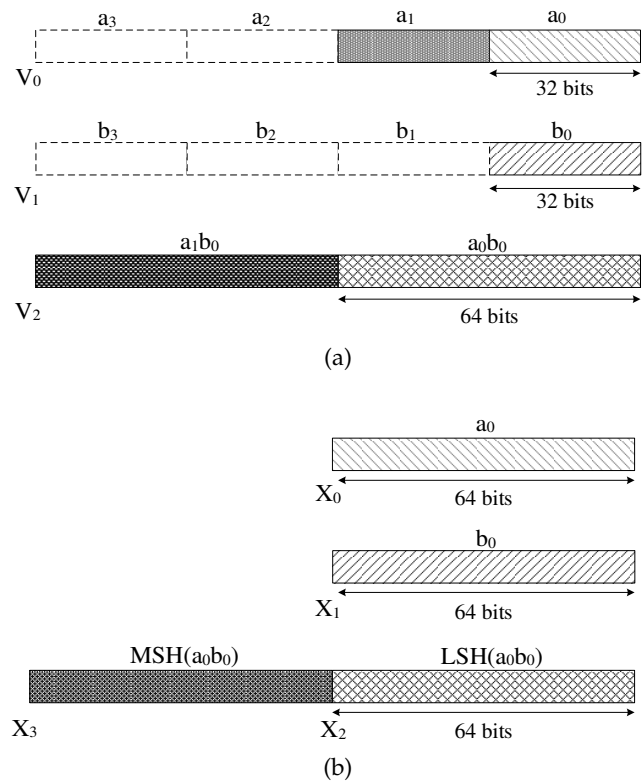 a₃ a₂ a₁ a₀
V₀
32 bits
b₃ b₂ b₁ b₀
V₁
32 bits
a₁b₀ a₀b₀
V₂
64 bits
(a)
a₀
X₀
64 bits
b₀
X₁
64 bits
MSH(a₀b₀) LSH(a₀b₀)
X₃ X₂
64 bits
(b)